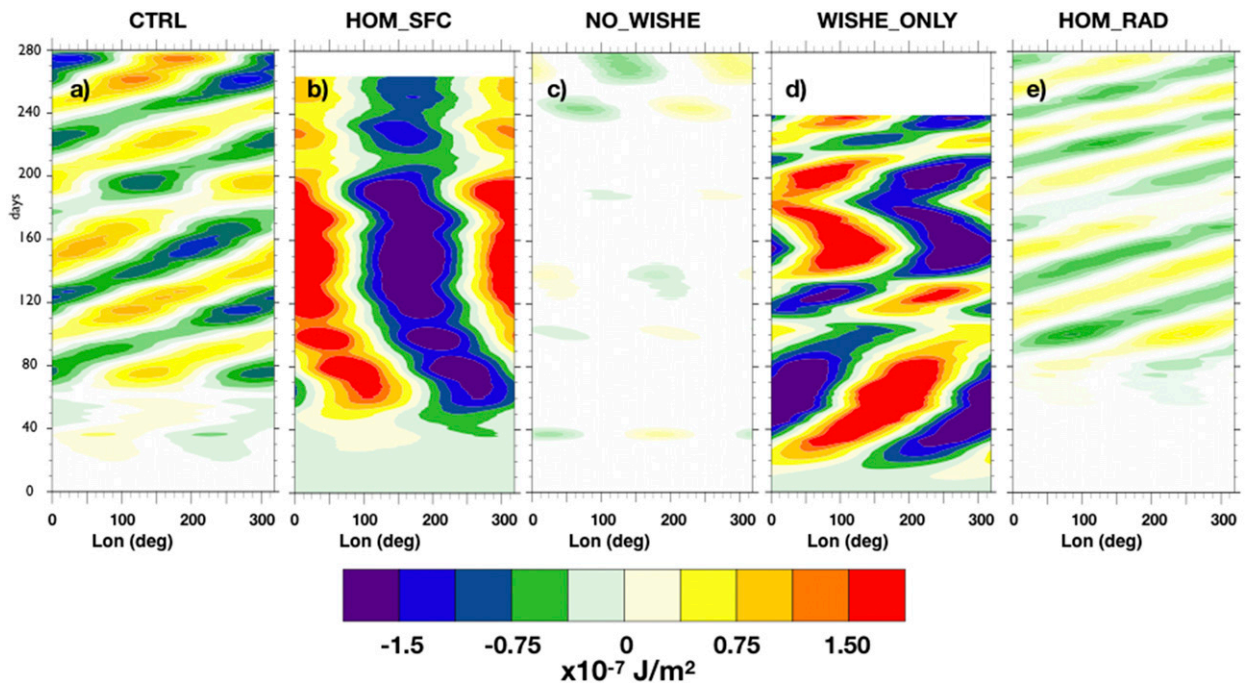 CTRL HOM_SFC NO_WISHE WISHE_ONLY HOM_RAD
280 a) b) c) d) e)
240
200
days
160
120
80
40
0
0 100 200 300 0 100 200 300 0 100 200 300 0 100 200 300 0 100 200 300
Lon (deg) Lon (deg) Lon (deg) Lon (deg) Lon (deg)
-1.5 -0.75 0 0.75 1.50
x10⁻⁷ J/m²